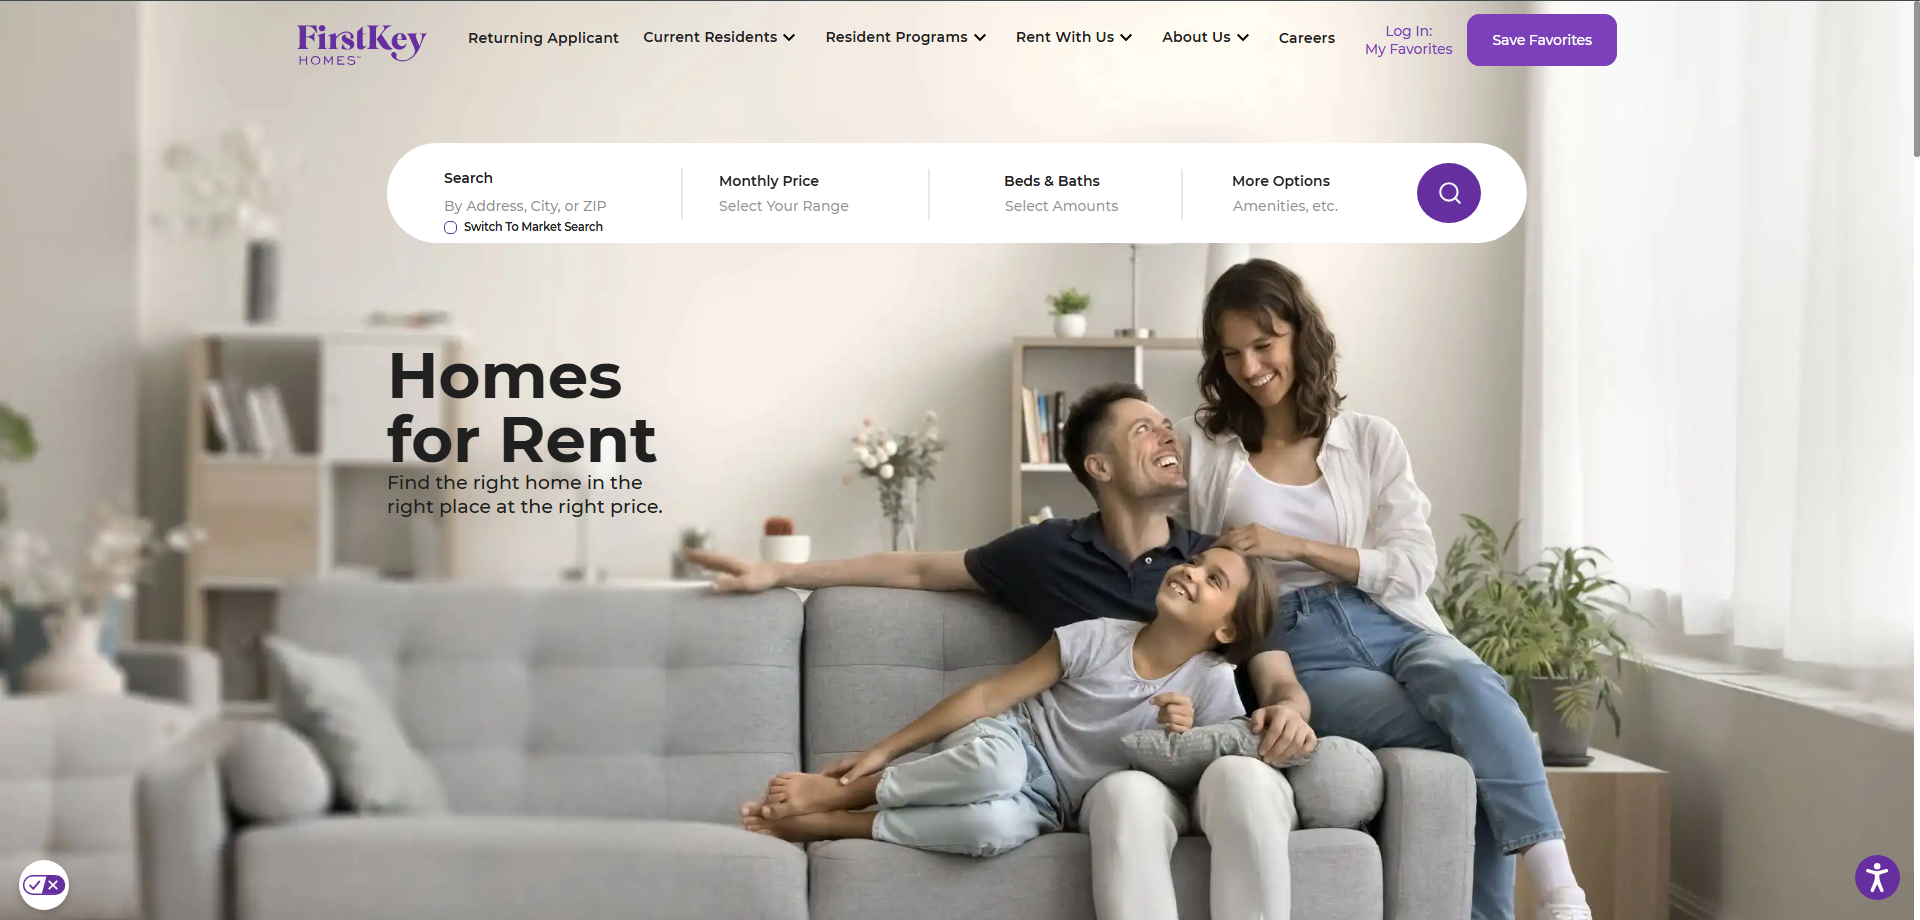 FirstKey
HOMES™
Returning Applicant
Current Residents
Resident Programs
Rent With Us
About Us
Careers
Log In:
My Favorites
Save Favorites
Search
By Address, City, or ZIP
Switch To Market Search
Monthly Price
Select Your Range
Beds & Baths
Select Amounts
More Options
Amenities, etc.
Homes
for Rent
Find the right home in the
right place at the right price.